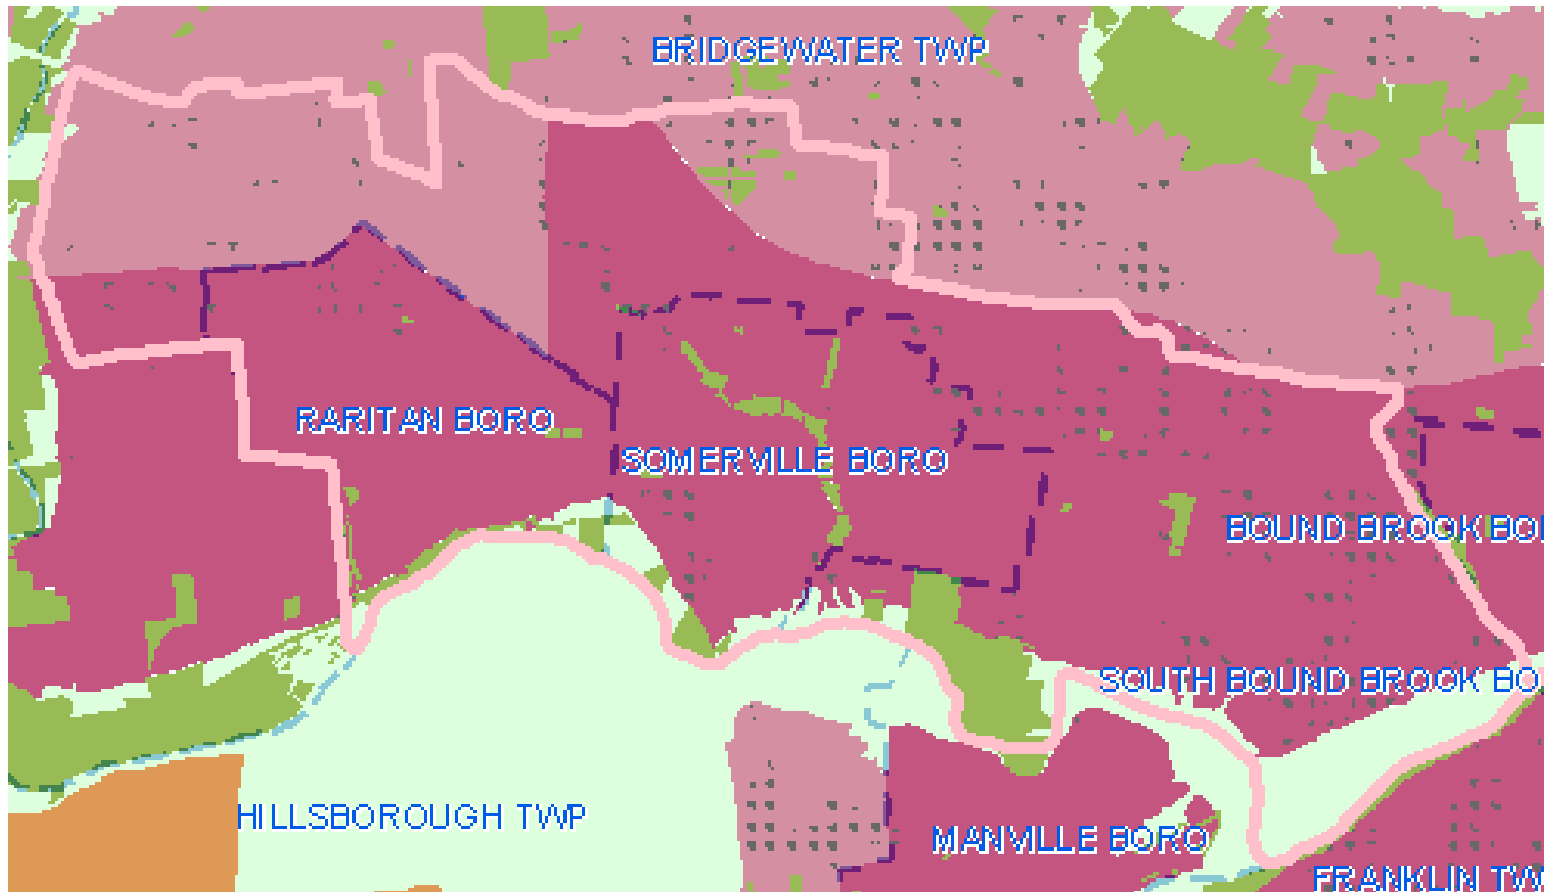 BRIDGEWATER TWP
RARITAN BORO
SOMERVILLE BORO
BOUND BROOK BO
SOUTH BOUND BROOK BO
HILLSBOROUGH TWP
MANVILLE BORO
FRANKLIN TW